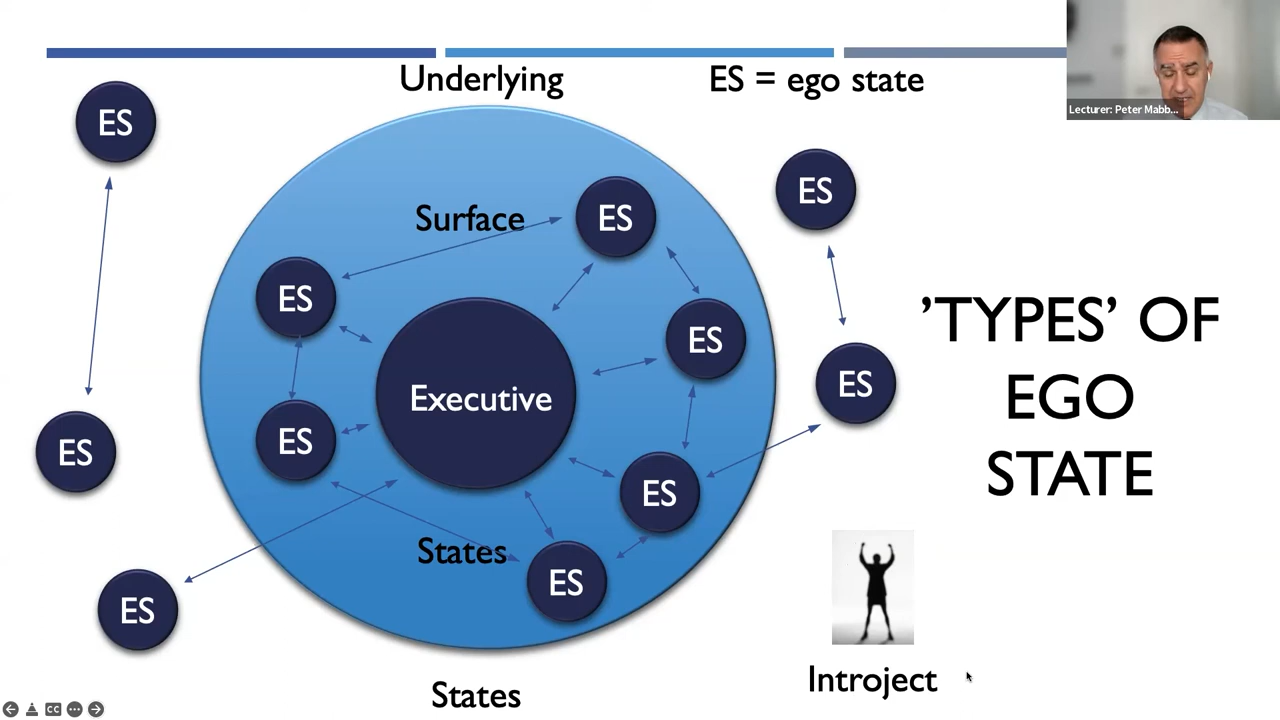 Underlying
ES = ego state
Lecturer: Peter Mabb...
ES
ES
Surface
ES
ES
ES
’TYPES’ OF
EGO
STATE
Executive
ES
ES
ES
ES
States
ES
ES
Introject
States
CC